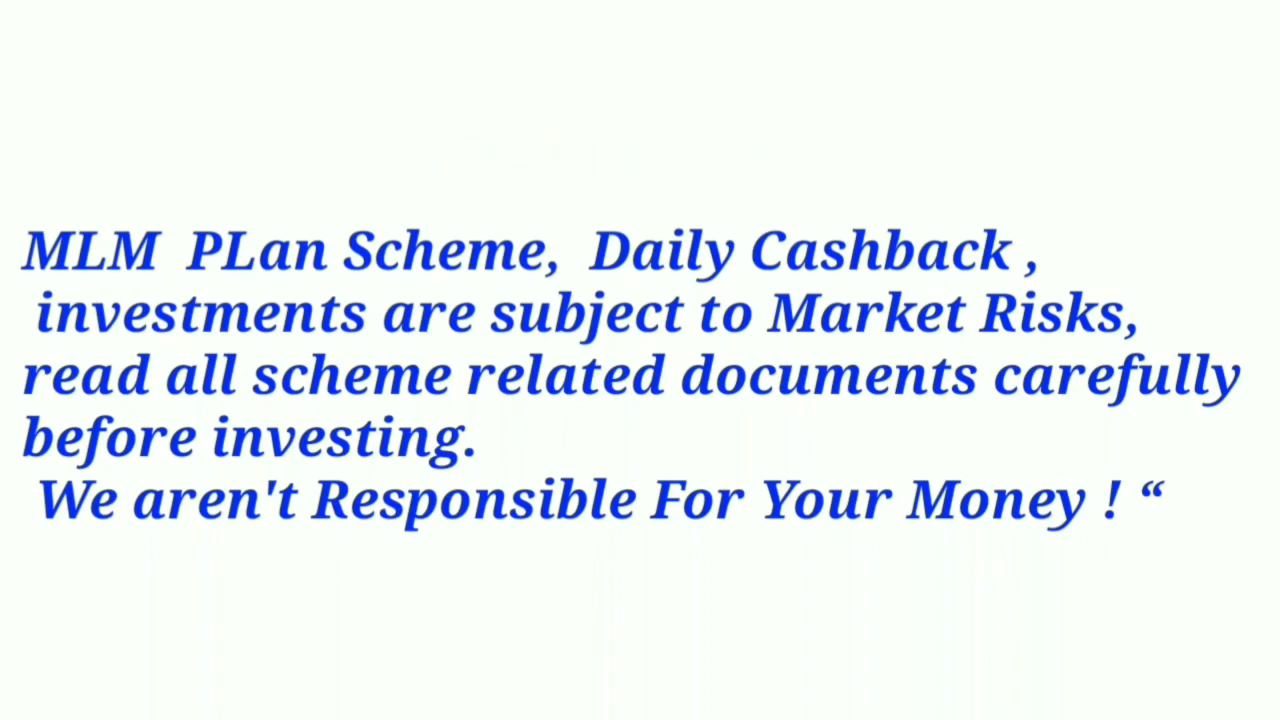 MLM PLan Scheme, Daily Cashback ,
investments are subject to Market Risks,
read all scheme related documents carefully
before investing.
We aren't Responsible For Your Money ! “